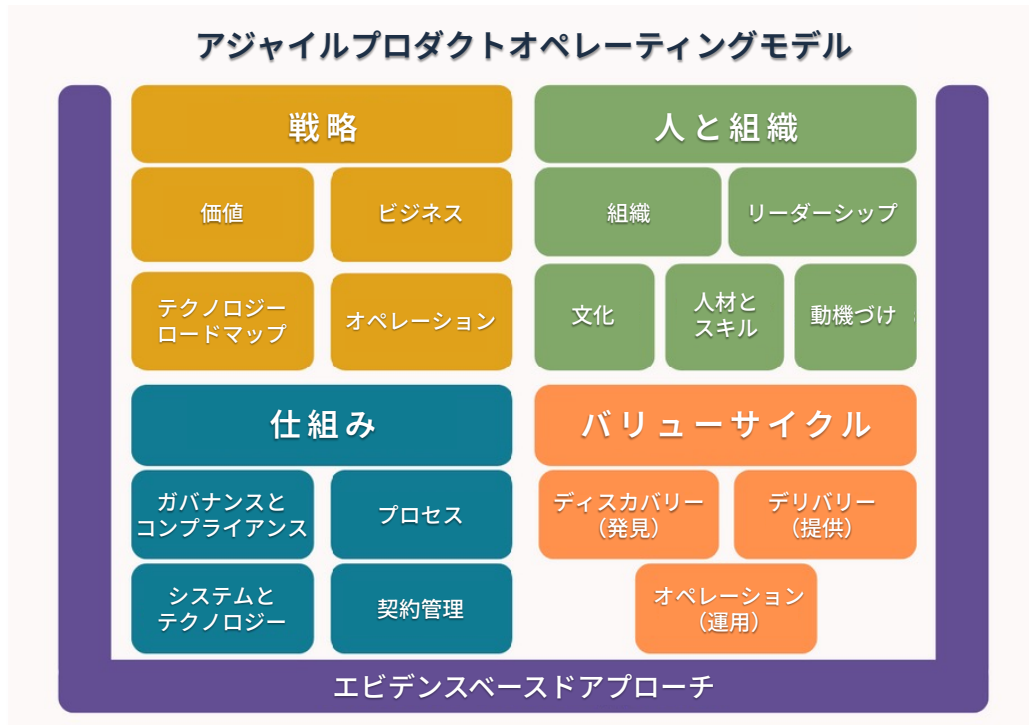 アジャイルプロダクトオペレーティングモデル
戦略
価値
ビジネス
テクノロジー
ロードマップ
オペレーション
人と組織
組織
リーダーシップ
文化
人材と
スキル
動機づけ
仕組み
ガバナンスと
コンプライアンス
プロセス
システムと
テクノロジー
契約管理
バリューサイクル
ディスカバリー
（発見）
デリバリー
（提供）
オペレーション
（運用）
エビデンスベースドアプローチ